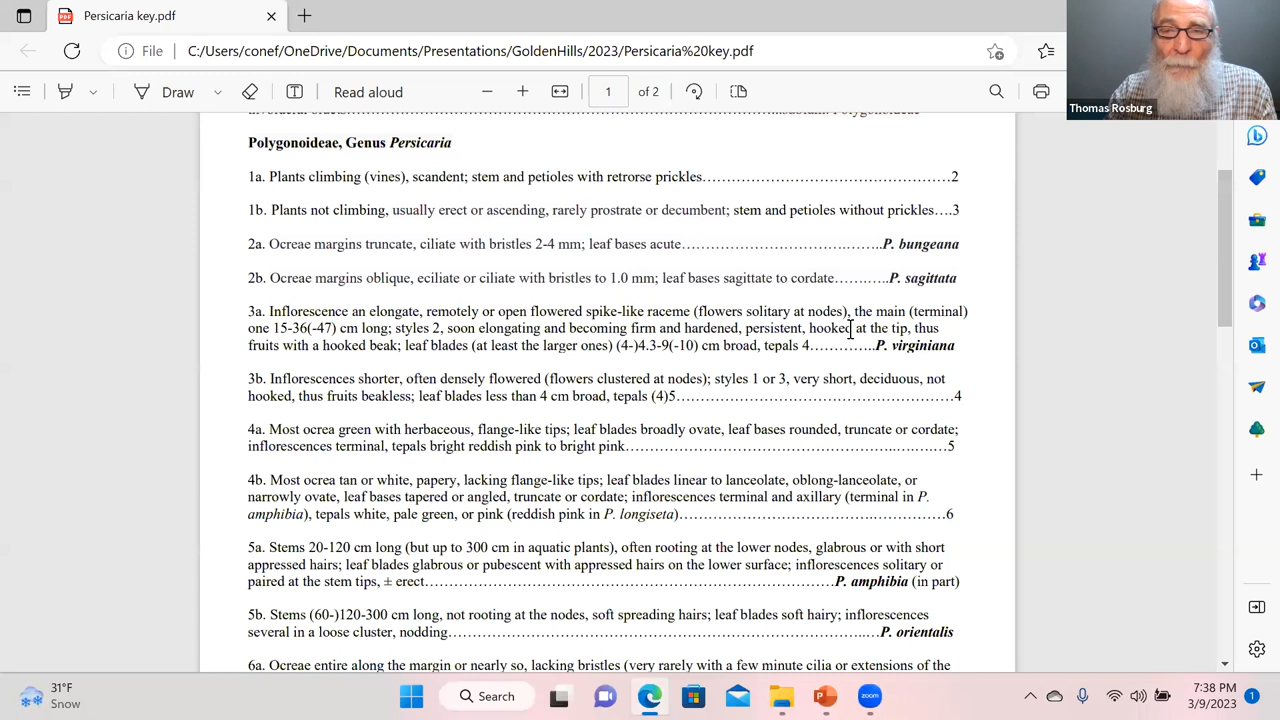 Persicaria key.pdf
File
C:/Users/conef/OneDrive/Documents/Presentations/GoldenHills/2023/Persicaria%20key.pdf
Draw
Read aloud
1
of 2
Thomas Rosburg
Polygonoideae, Genus Persicaria
1a. Plants climbing (vines), scandent; stem and petioles with retrorse prickles……………………………………………2
1b. Plants not climbing, usually erect or ascending, rarely prostrate or decumbent; stem and petioles without prickles….3
2a. Ocreae margins truncate, ciliate with bristles 2-4 mm; leaf bases acute…………………………….……..P. bungeana
2b. Ocreae margins oblique, eciliate or ciliate with bristles to 1.0 mm; leaf bases sagittate to cordate…….…..P. sagittata
3a. Inflorescence an elongate, remotely or open flowered spike-like raceme (flowers solitary at nodes), the main (terminal)
one 15-36(-47) cm long; styles 2, soon elongating and becoming firm and hardened, persistent, hooked at the tip, thus
fruits with a hooked beak; leaf blades (at least the larger ones) (4-)4.3-9(-10) cm broad, tepals 4…………..P. virginiana
3b. Inflorescences shorter, often densely flowered (flowers clustered at nodes); styles 1 or 3, very short, deciduous, not
hooked, thus fruits beakless; leaf blades less than 4 cm broad, tepals (4)5………………………………………………….4
4a. Most ocrea green with herbaceous, flange-like tips; leaf blades broadly ovate, leaf bases rounded, truncate or cordate;
inflorescences terminal, tepals bright reddish pink to bright pink……………………………………………..….….…5
4b. Most ocrea tan or white, papery, lacking flange-like tips; leaf blades linear to lanceolate, oblong-lanceolate, or
narrowly ovate, leaf bases tapered or angled, truncate or cordate; inflorescences terminal and axillary (terminal in P.
amphibia), tepals white, pale green, or pink (reddish pink in P. longiseta)………………………………..……………6
5a. Stems 20-120 cm long (but up to 300 cm in aquatic plants), often rooting at the lower nodes, glabrous or with short
appressed hairs; leaf blades glabrous or pubescent with appressed hairs on the lower surface; inflorescences solitary or
paired at the stem tips, ± erect……………………………………………………………………P. amphibia (in part)
5b. Stems (60-)120-300 cm long, not rooting at the nodes, soft spreading hairs; leaf blades soft hairy; inflorescences
several in a loose cluster, nodding…………………………………………………………………..…P. orientalis
6a. Ocreae entire along the margin or nearly so, lacking bristles (very rarely with a few minute cilia or extensions of the
31°F
Snow
Search
zoom
7:38 PM
3/9/2023
1